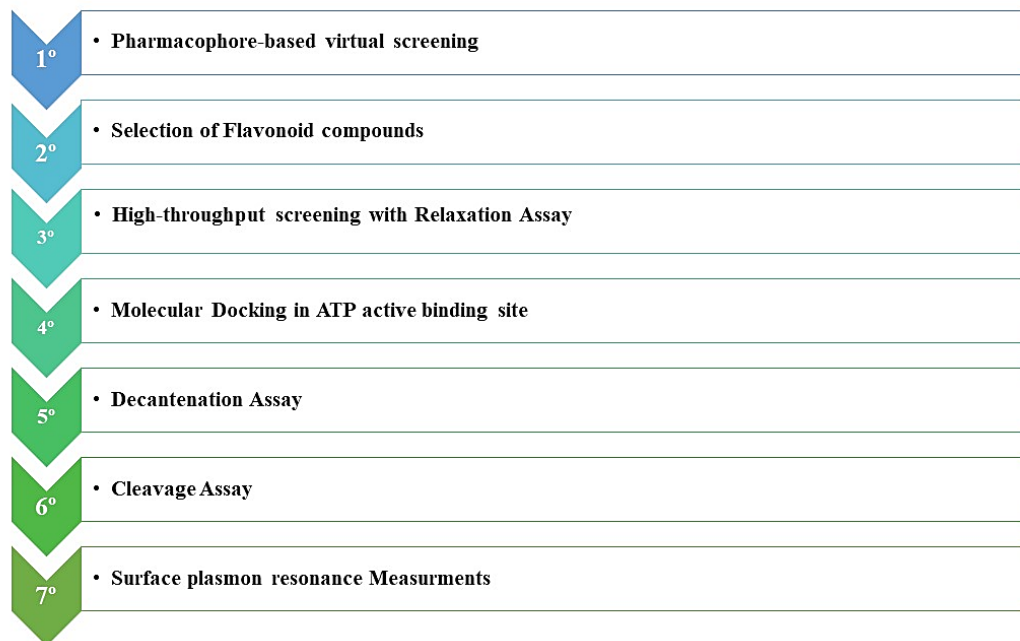 1º
• Pharmacophore-based virtual screening
2º
• Selection of Flavonoid compounds
3º
• High-throughput screening with Relaxation Assay
4º
• Molecular Docking in ATP active binding site
5º
• Decantenation Assay
6º
• Cleavage Assay
7º
• Surface plasmon resonance Measurments